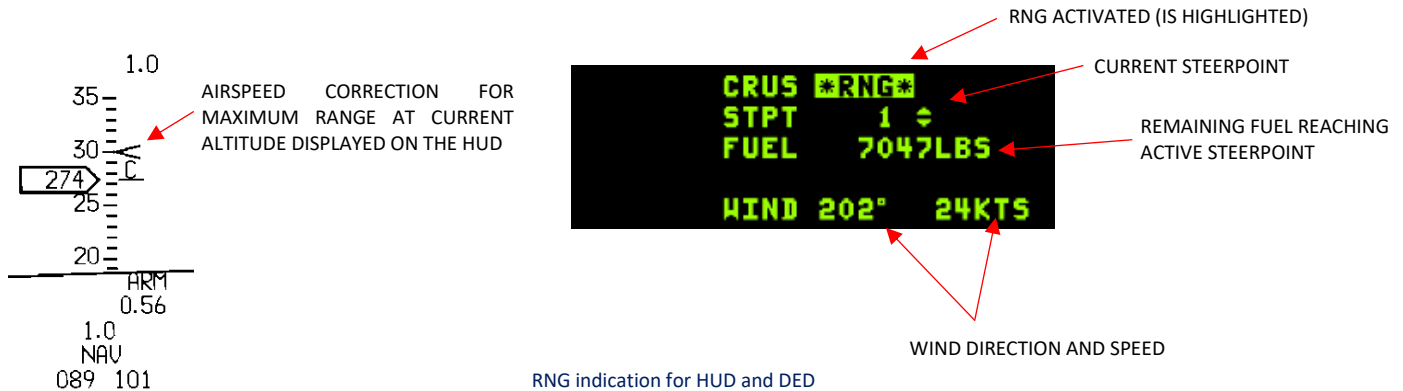 RNG ACTIVATED (IS HIGHLIGHTED)
1.0
35
30
C
274
25
20
ARM
0.56
1.0
NAV
089 101
AIRSPEED CORRECTION FOR
MAXIMUM RANGE AT CURRENT
ALTITUDE DISPLAYED ON THE HUD
CRUS *RNG*
STPT 1
FUEL 7047LBS
WIND 202° 24KTS
CURRENT STEERPOINT
REMAINING FUEL REACHING
ACTIVE STEERPOINT
WIND DIRECTION AND SPEED
RNG indication for HUD and DED